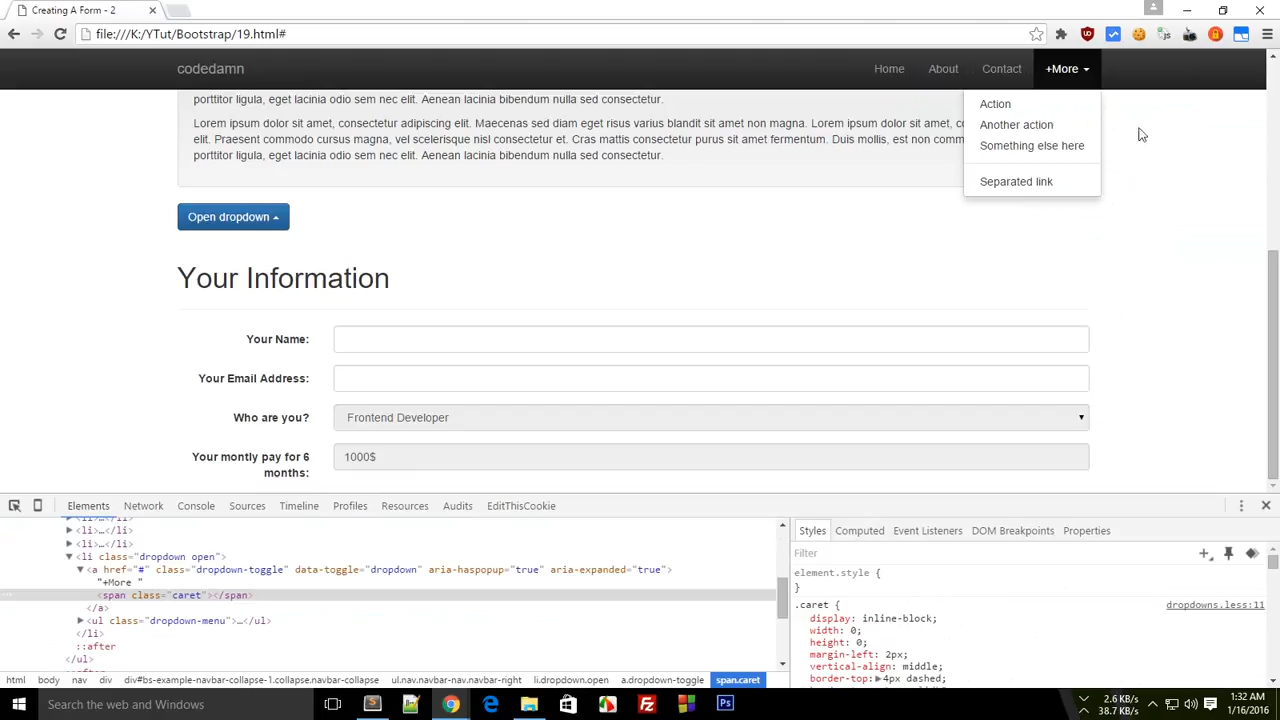 Creating A Form - 2
file:///K:/YTut/Bootstrap/19.html#
codedamn Home About Contact +More
porttitor ligula, eget lacinia odio sem nec elit. Aenean lacinia bibendum nulla sed consectetur.
Lorem ipsum dolor sit amet, consectetur adipiscing elit. Maecenas sed diam eget risus varius blandit sit amet non magna. Lorem ipsum dolor sit amet, co
elit. Praesent commodo cursus magna, vel scelerisque nisl consectetur et. Cras mattis consectetur purus sit amet fermentum. Duis mollis, est non comm
porttitor ligula, eget lacinia odio sem nec elit. Aenean lacinia bibendum nulla sed consectetur.
Action
Another action
Something else here
Separated link
Open dropdown
Your Information
Your Name:
Your Email Address:
Who are you? Frontend Developer
Your montly pay for 6
months:
1000$
Elements Network Console Sources Timeline Profiles Resources Audits EditThisCookie
<li>…</li>
<li>…</li>
<li>…</li>
<li class="dropdown open">
<a href="#" class="dropdown-toggle" data-toggle="dropdown" aria-haspopup="true" aria-expanded="true">
"+More "
<span class="caret"></span>
</a>
<ul class="dropdown-menu">…</ul>
</li>
::after
</ul>
Styles Computed Event Listeners DOM Breakpoints Properties
Filter
element.style {
}
.caret { dropdowns.less:11
display: inline-block;
width: 0;
height: 0;
margin-left: 2px;
vertical-align: middle;
border-top: 4px dashed;
html body nav div div#bs-example-navbar-collapse-1.collapse.navbar-collapse ul.nav.navbar-nav.navbar-right li.dropdown.open a.dropdown-toggle span.caret
Search the web and Windows
2.6 KB/s
38.7 KB/s
1:32 AM
1/16/2016